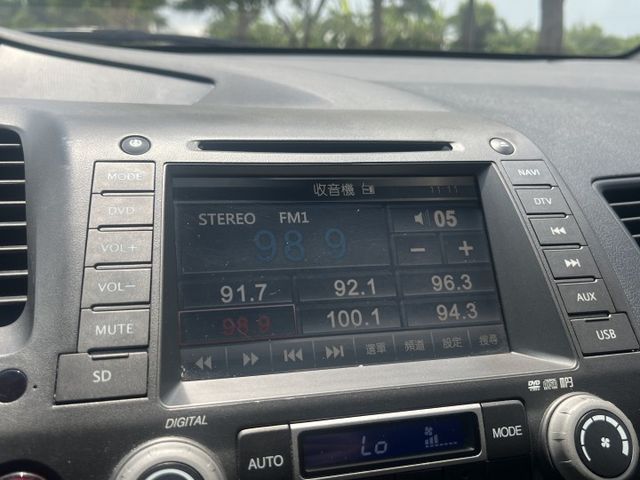 MODE
DVD
VOL+
VOL−
MUTE
SD
收音機
11:11
STEREO FM1
05
98.9
− +
91.7 92.1 96.3
98.9 100.1 94.3
選單 頻道 設定 搜尋
NAVI
DTV
AUX
USB
DIGITAL
AUTO
Lo
MODE